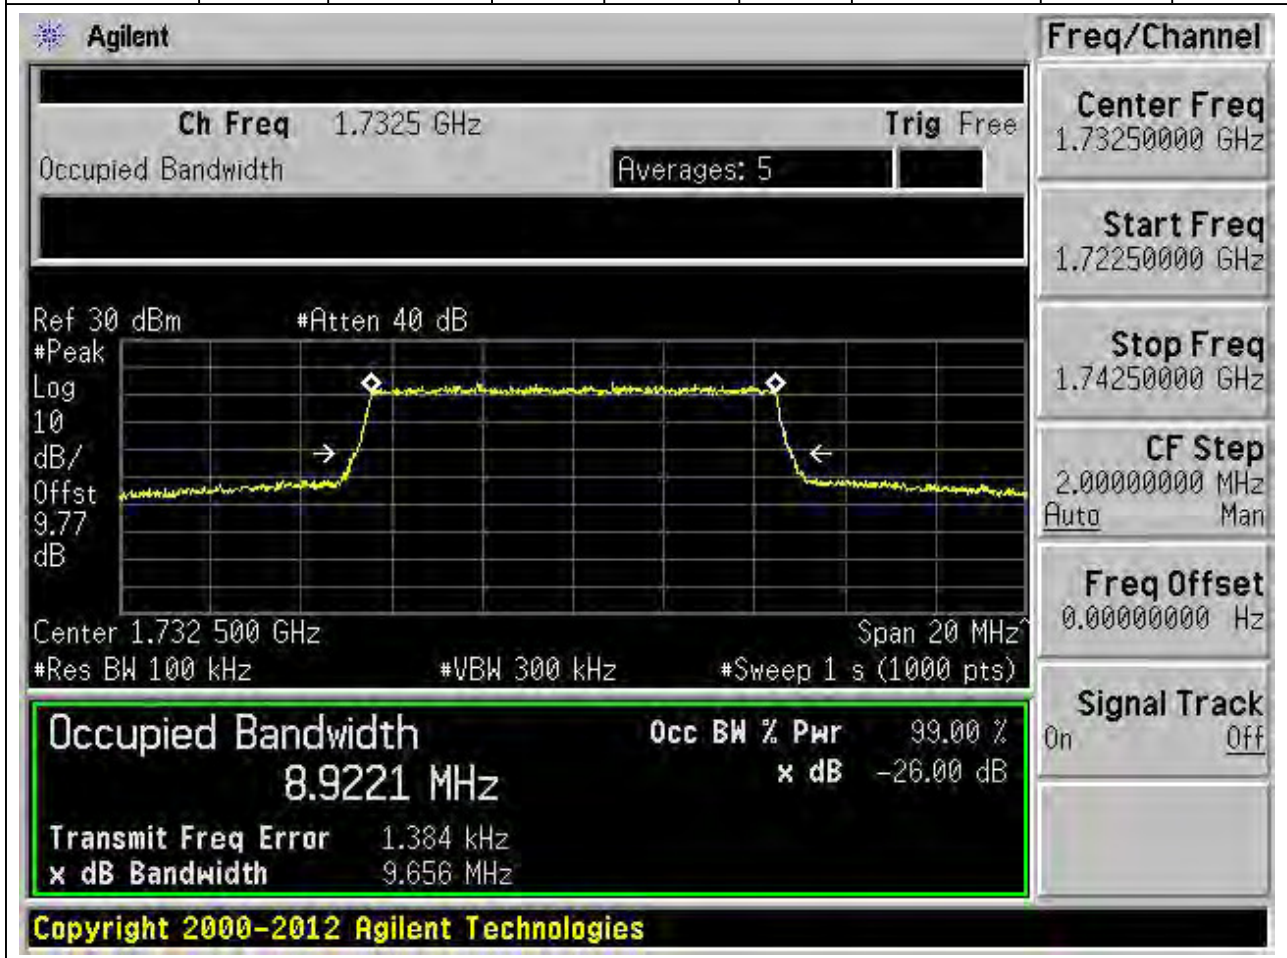 Agilent
Freq/Channel
Ch Freq 1.7325 GHz Trig Free
Occupied Bandwidth Averages: 5
Center Freq
1.73250000 GHz
Start Freq
1.72250000 GHz
Stop Freq
1.74250000 GHz
CF Step
2.00000000 MHz
Auto Man
Freq Offset
0.00000000 Hz
Signal Track
On Off
Ref 30 dBm #Atten 40 dB
#Peak
Log
10
dB/
Offst
9.77
dB
Center 1.732 500 GHz Span 20 MHz^
#Res BW 100 kHz #VBW 300 kHz #Sweep 1 s (1000 pts)
Occupied Bandwidth Occ BW % Pwr 99.00 %
8.9221 MHz x dB -26.00 dB
Transmit Freq Error 1.384 kHz
x dB Bandwidth 9.656 MHz
Copyright 2000-2012 Agilent Technologies